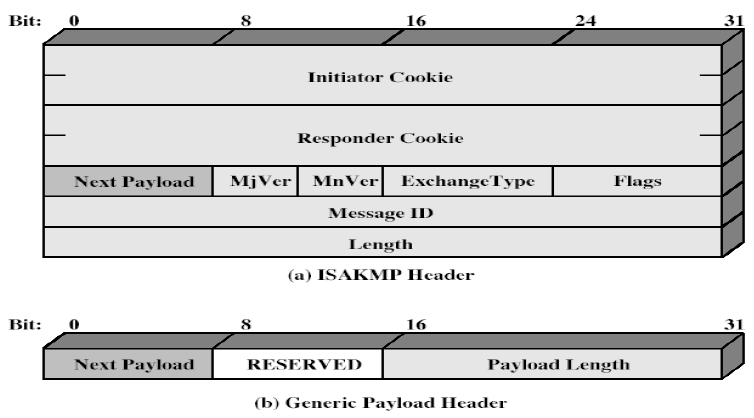 Bit: 0 8 16 24 31
Initiator Cookie
Responder Cookie
Next Payload MjVer MnVer ExchangeType Flags
Message ID
Length
(a) ISAKMP Header
Bit: 0 8 16 31
Next Payload RESERVED Payload Length
(b) Generic Payload Header